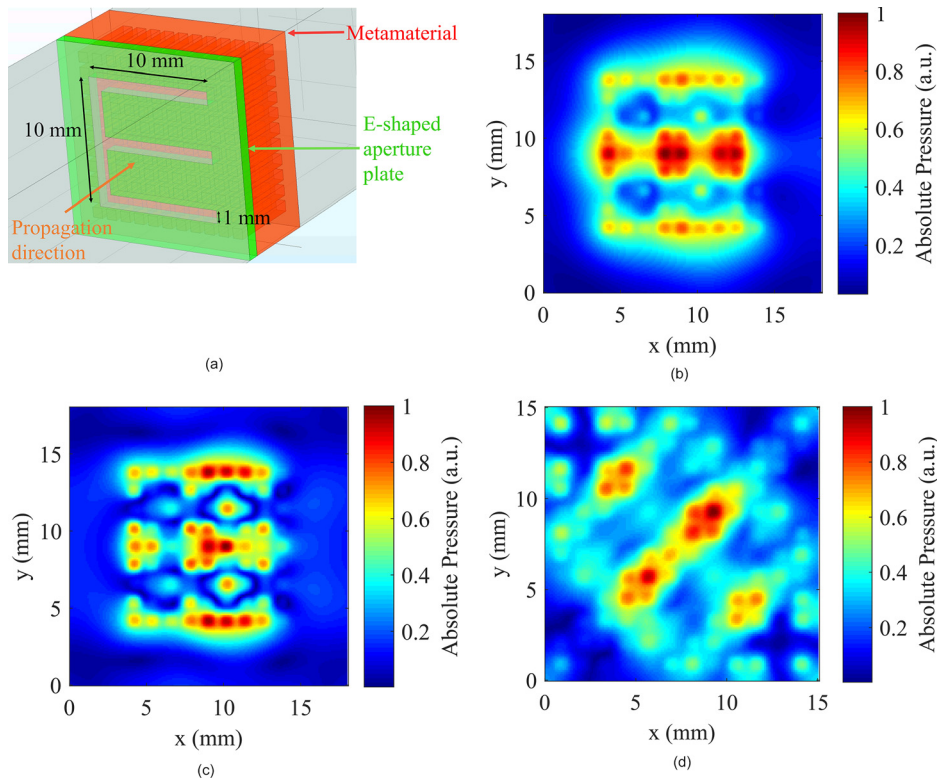 Metamaterial
10 mm
10 mm
E-shaped
aperture
plate
Propagation
direction
1 mm
(a)
1
0.8
0.6
0.4
0.2
Absolute Pressure (a.u.)
15
10
5
0
y (mm)
0
5
10
15
x (mm)
(b)
1
0.8
0.6
0.4
0.2
Absolute Pressure (a.u.)
15
10
5
0
y (mm)
0
5
10
15
x (mm)
(c)
1
0.8
0.6
0.4
0.2
Absolute Pressure (a.u.)
15
10
5
0
y (mm)
0
5
10
15
x (mm)
(d)